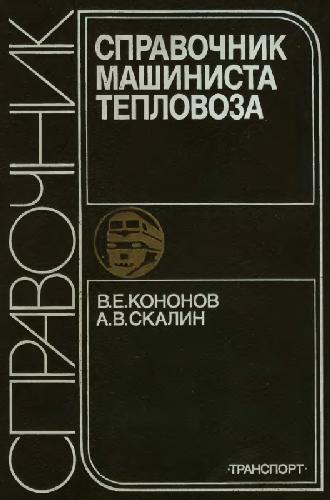 СПРАВОЧНИК
СПРАВОЧНИК
МАШИНИСТА
ТЕПЛОВОЗА
В.Е.КОНОНОВ
А.В.СКАЛИН
·ТРАНСПОРТ·